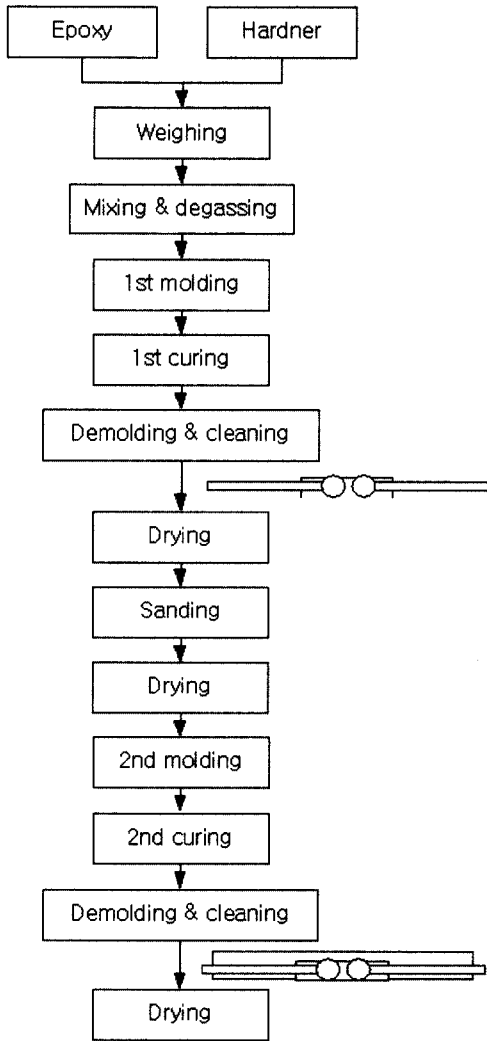 Epoxy
Hardner
Weighing
Mixing & degassing
1st molding
1st curing
Demolding & cleaning
Drying
Sanding
Drying
2nd molding
2nd curing
Demolding & cleaning
Drying